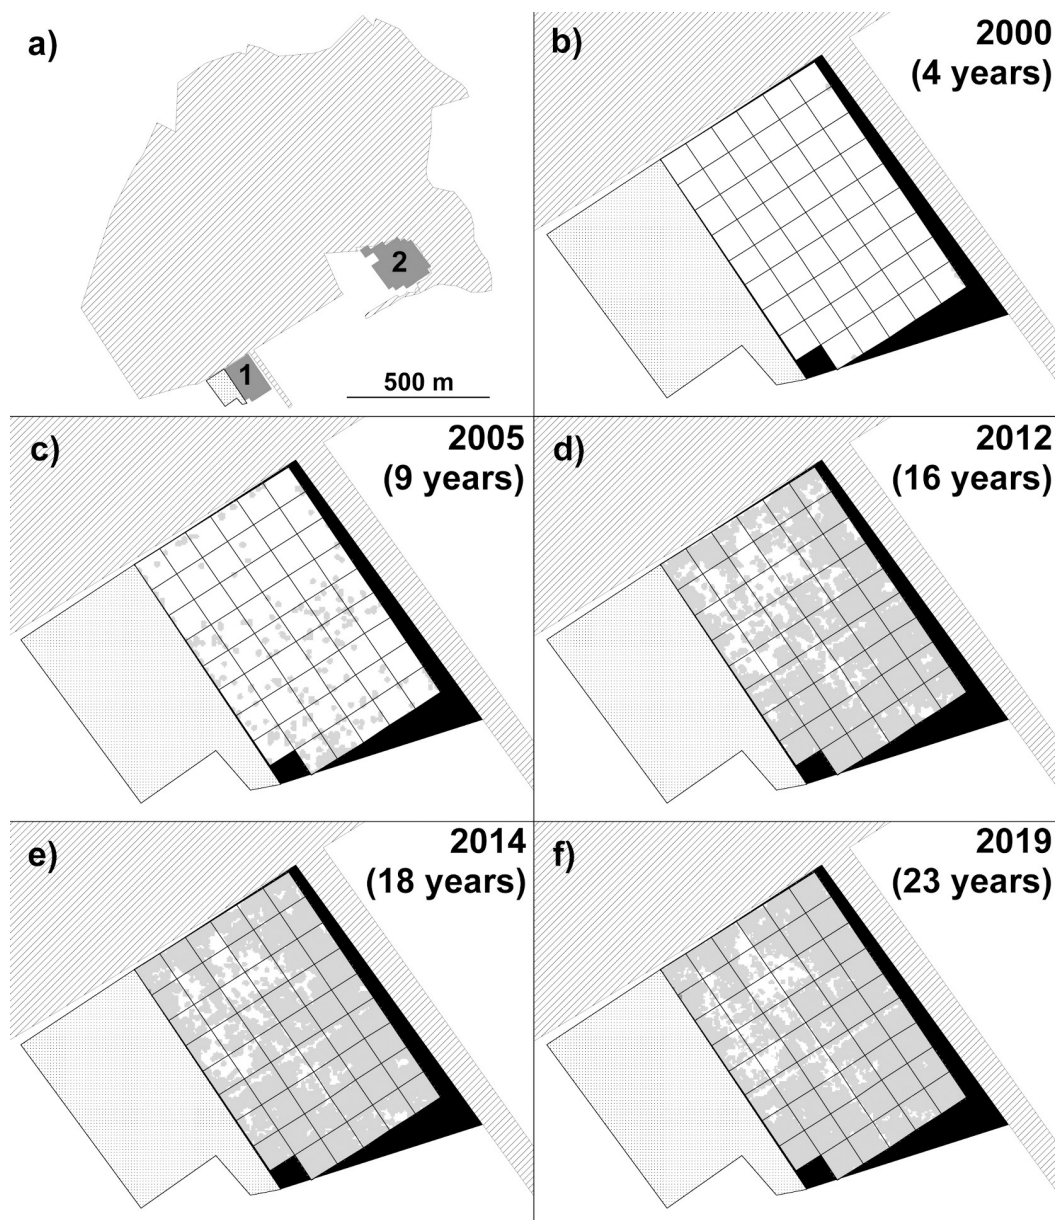 a)
2
1
500 m
b)
2000
(4 years)
c)
2005
(9 years)
d)
2012
(16 years)
e)
2014
(18 years)
f)
2019
(23 years)